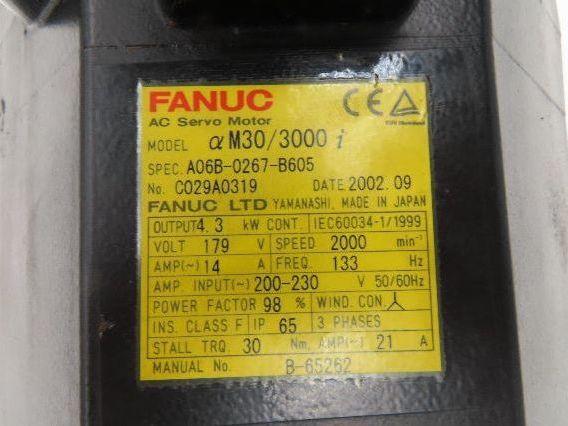 FANUC
AC Servo Motor
MODEL α M30/3000 i
SPEC. A06B-0267-B605
No. C029A0319 DATE 2002.09
FANUC LTD YAMANASHI, MADE IN JAPAN
OUTPUT 4.3 kW CONT. IEC60034-1/1999
VOLT 179 V SPEED 2000 min⁻¹
AMP(~) 14 A FREQ. 133 Hz
AMP. INPUT(~) 200-230 V 50/60Hz
POWER FACTOR 98 % WIND. CON.
INS. CLASS F IP 65 3 PHASES
STALL TRQ. 30 Nm, AMP(~) 21 A
MANUAL No. B-65262